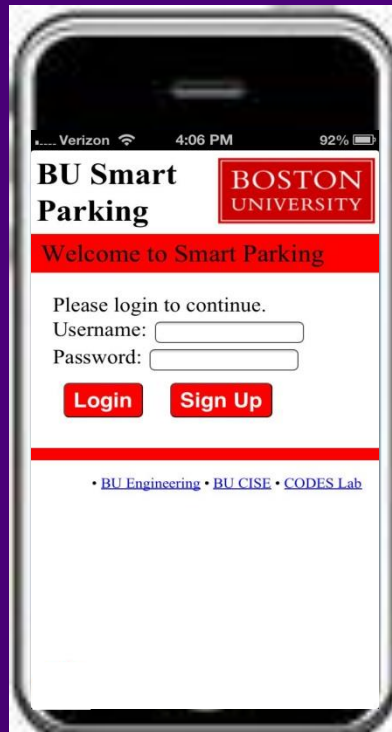 .... Verizon 4:06 PM 92%
BU Smart
Parking
BOSTON
UNIVERSITY
Welcome to Smart Parking
Please login to continue.
Username:
Password:
Login Sign Up
• BU Engineering • BU CISE • CODES Lab